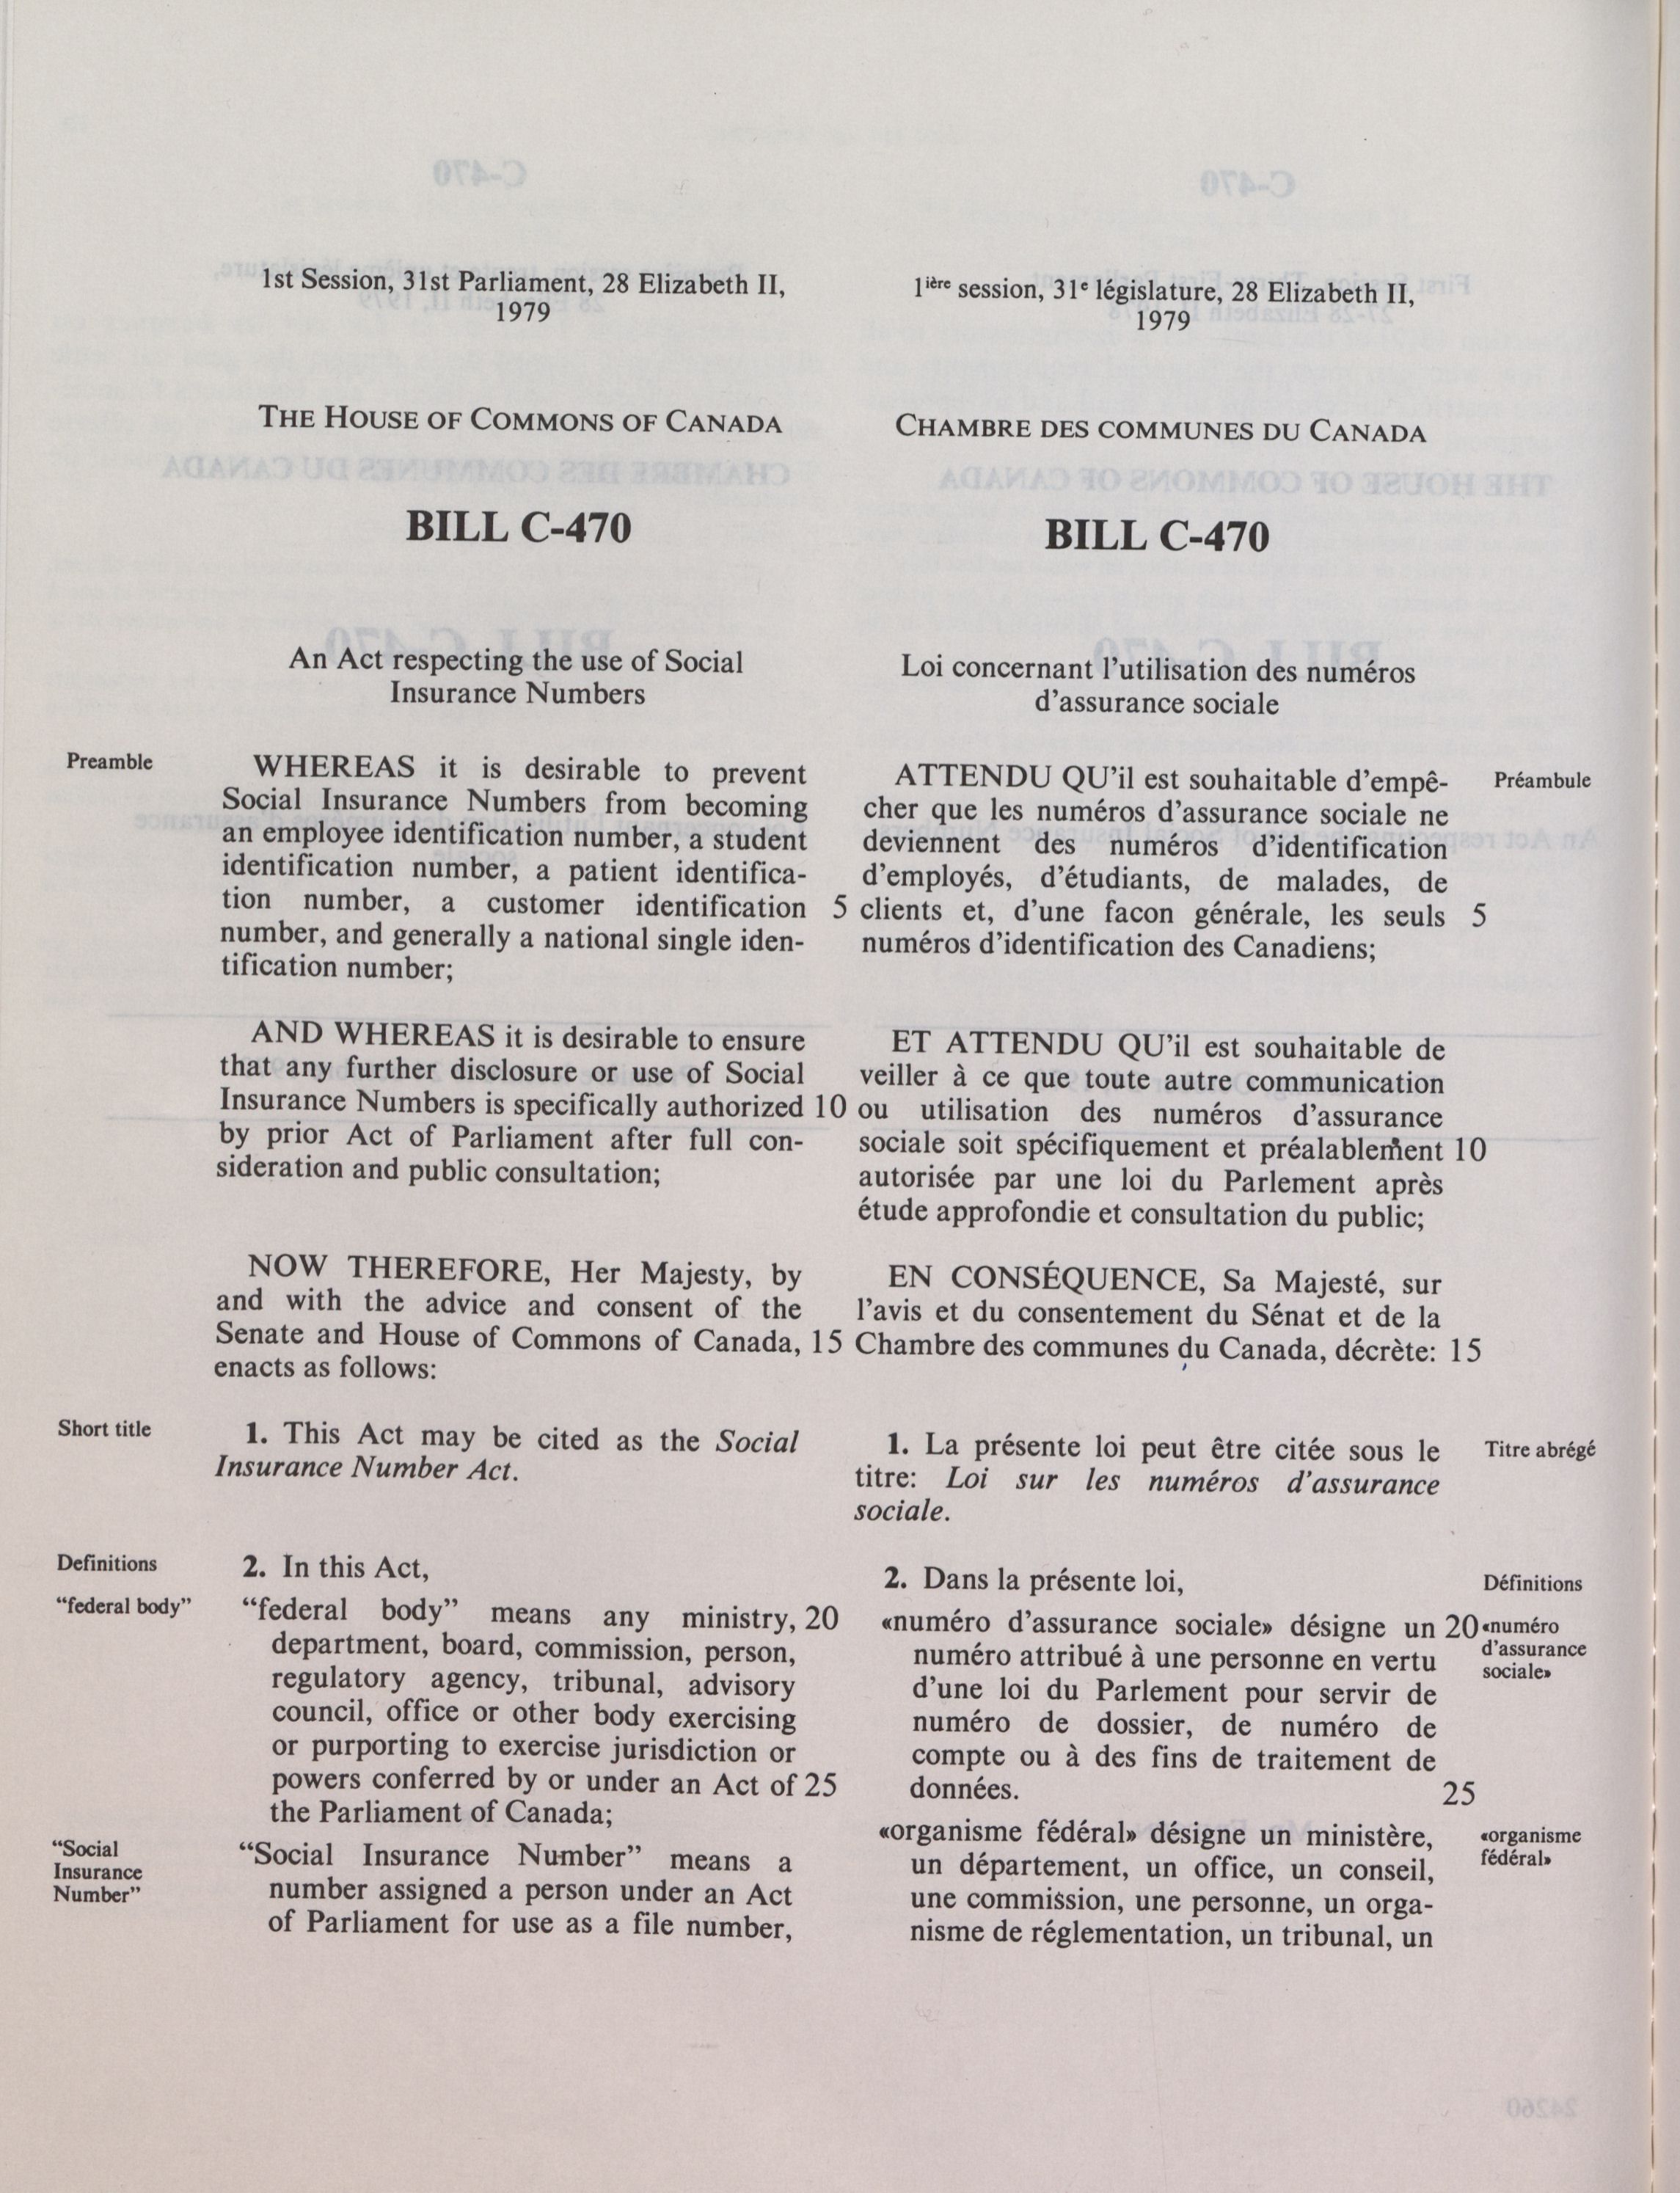 1st Session, 31st Parliament, 28 Elizabeth II,
1979
THE HOUSE OF COMMONS OF CANADA
BILL C-470
An Act respecting the use of Social
Insurance Numbers
Preamble
WHEREAS it is desirable to prevent
Social Insurance Numbers from becoming
an employee identification number, a student
identification number, a patient identifica-
tion number, a customer identification 5
number, and generally a national single iden-
tification number;
AND WHEREAS it is desirable to ensure
that any further disclosure or use of Social
Insurance Numbers is specifically authorized 10
by prior Act of Parliament after full con-
sideration and public consultation;
NOW THEREFORE, Her Majesty, by
and with the advice and consent of the
Senate and House of Commons of Canada, 15
enacts as follows:
Short title
1. This Act may be cited as the Social
Insurance Number Act.
Definitions
2. In this Act,
“federal body”
“federal body” means any ministry, 20
department, board, commission, person,
regulatory agency, tribunal, advisory
council, office or other body exercising
or purporting to exercise jurisdiction or
powers conferred by or under an Act of 25
the Parliament of Canada;
“Social
Insurance
Number”
“Social Insurance Number” means a
number assigned a person under an Act
of Parliament for use as a file number,
1ière session, 31e législature, 28 Elizabeth II,
1979
CHAMBRE DES COMMUNES DU CANADA
BILL C-470
Loi concernant l’utilisation des numéros
d’assurance sociale
Préambule
ATTENDU QU’il est souhaitable d’empê-
cher que les numéros d’assurance sociale ne
deviennent des numéros d’identification
d’employés, d’étudiants, de malades, de
clients et, d’une facon générale, les seuls 5
numéros d’identification des Canadiens;
ET ATTENDU QU’il est souhaitable de
veiller à ce que toute autre communication
ou utilisation des numéros d’assurance
sociale soit spécifiquement et préalablement 10
autorisée par une loi du Parlement après
étude approfondie et consultation du public;
EN CONSÉQUENCE, Sa Majesté, sur
l’avis et du consentement du Sénat et de la
Chambre des communes du Canada, décrète: 15
1. La présente loi peut être citée sous le
titre: Loi sur les numéros d’assurance
sociale.
Titre abrégé
2. Dans la présente loi,
Définitions
«numéro d’assurance sociale» désigne un 20
numéro attribué à une personne en vertu
d’une loi du Parlement pour servir de
numéro de dossier, de numéro de
compte ou à des fins de traitement de
données. 25
«numéro
d’assurance
sociale»
«organisme fédéral» désigne un ministère,
un département, un office, un conseil,
une commission, une personne, un orga-
nisme de réglementation, un tribunal, un
«organisme
fédéral»